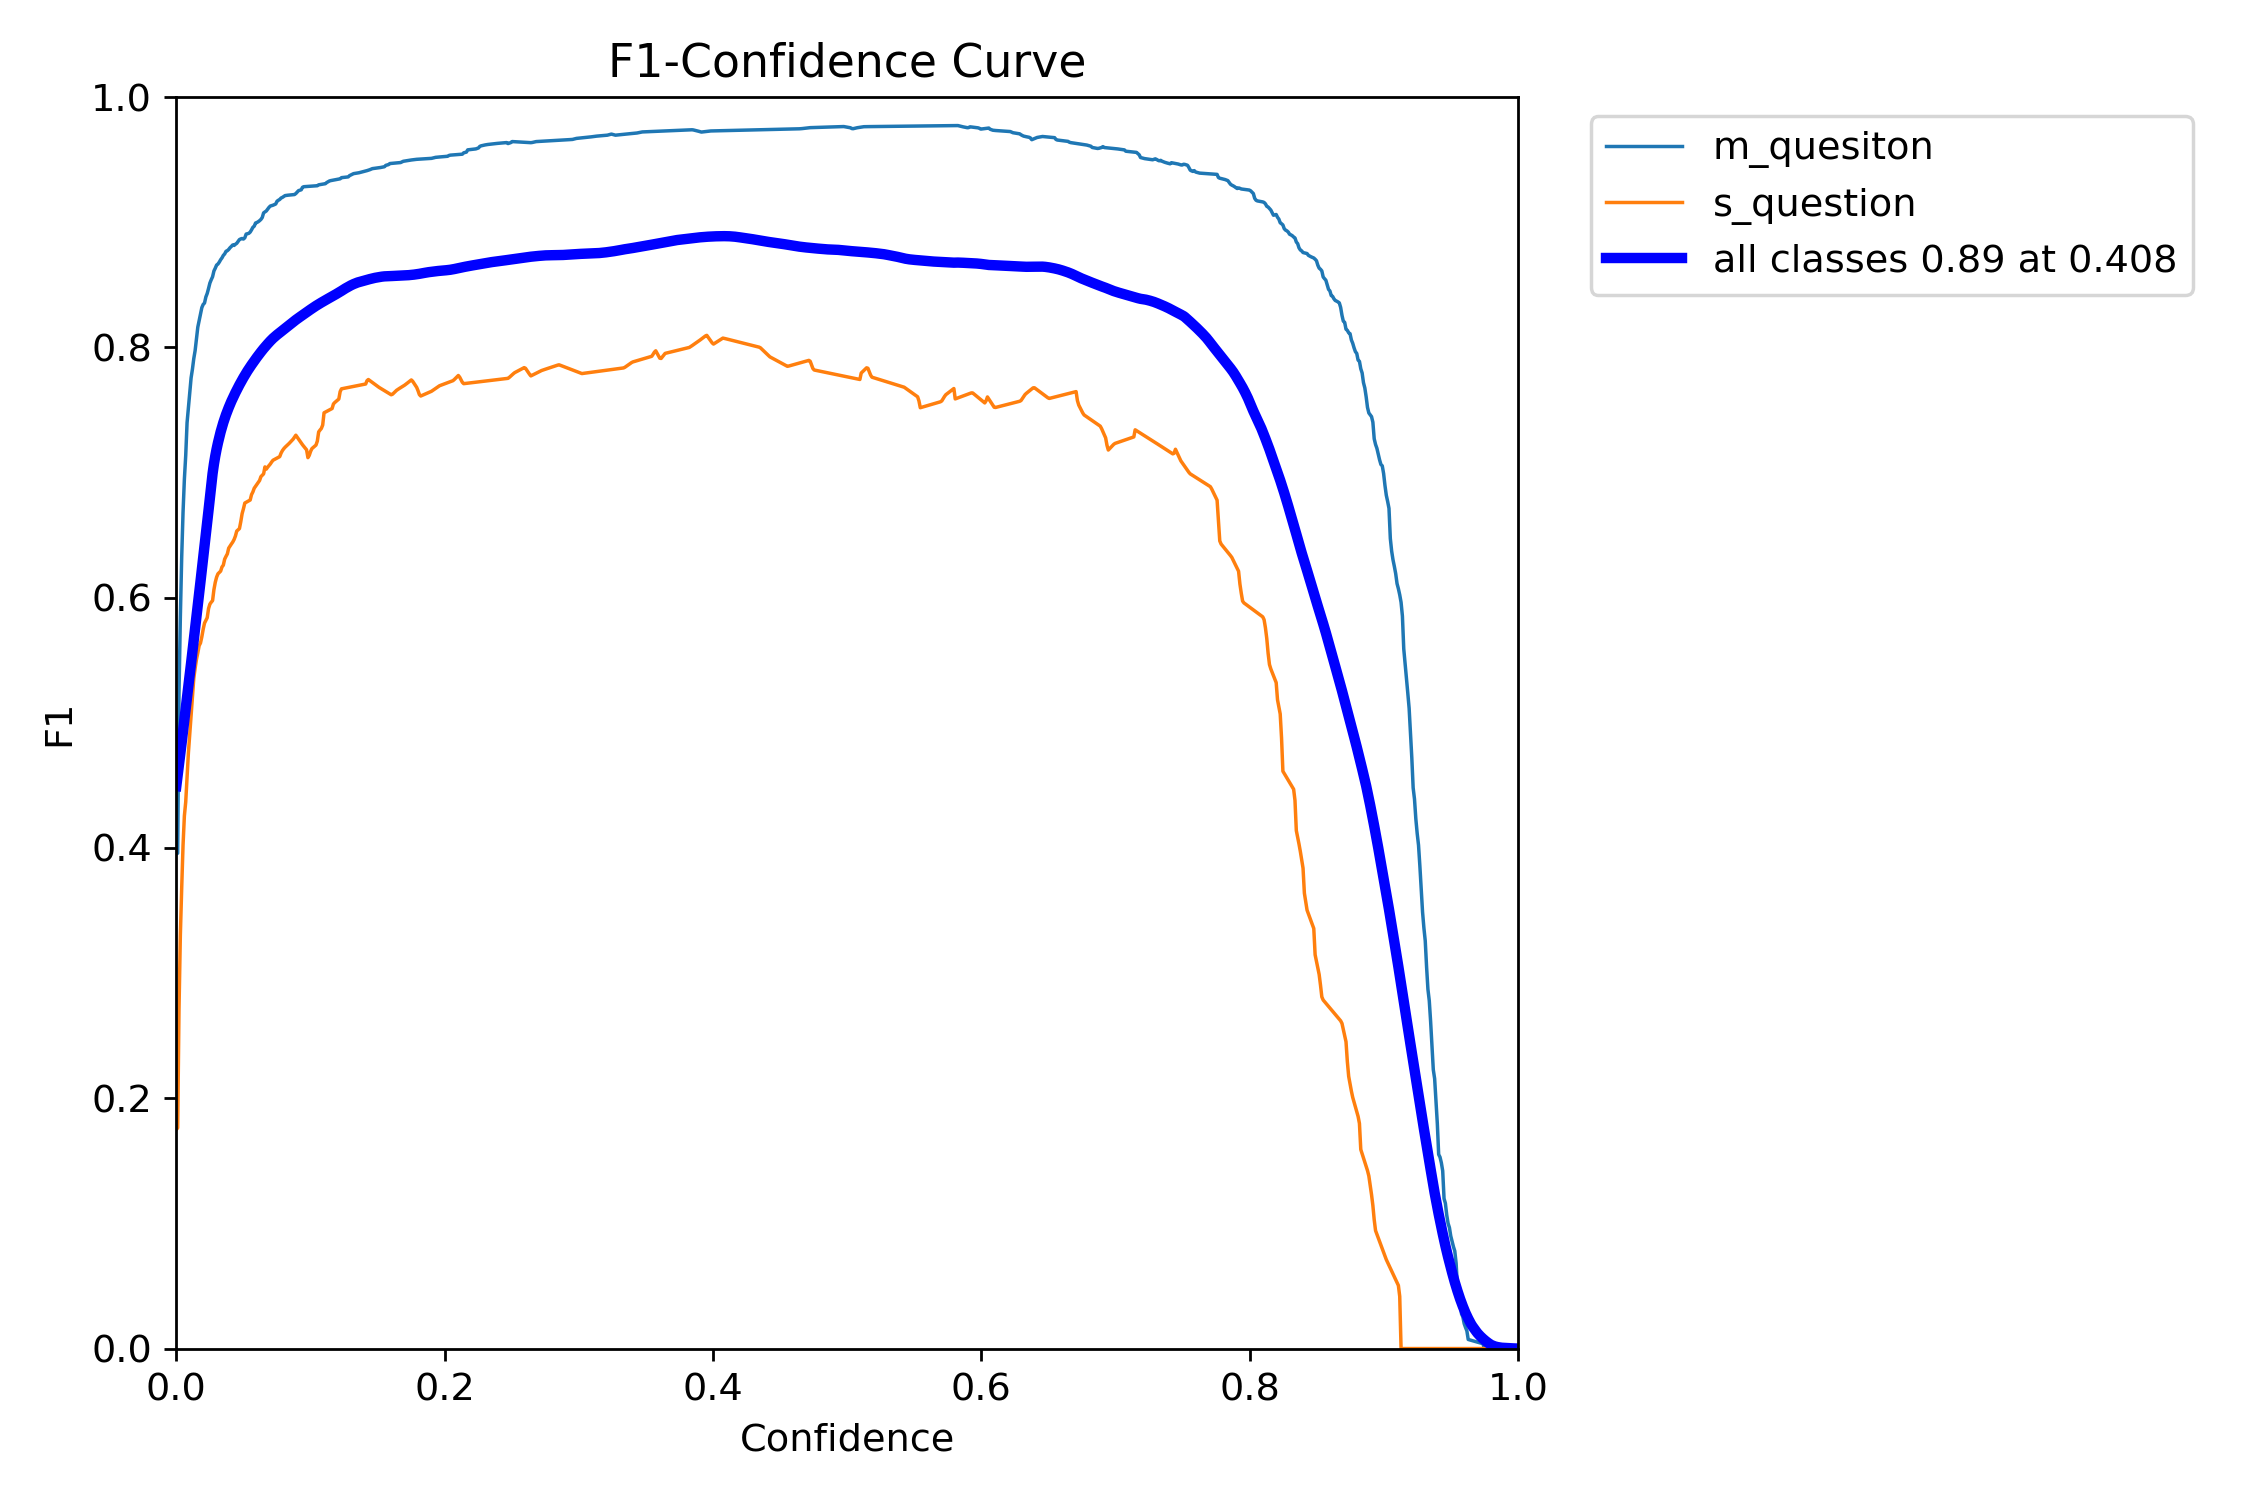 F1-Confidence Curve
m_quesiton
s_question
all classes 0.89 at 0.408
1.0
0.8
0.6
0.4
0.2
0.0
F1
0.0 0.2 0.4 0.6 0.8 1.0
Confidence